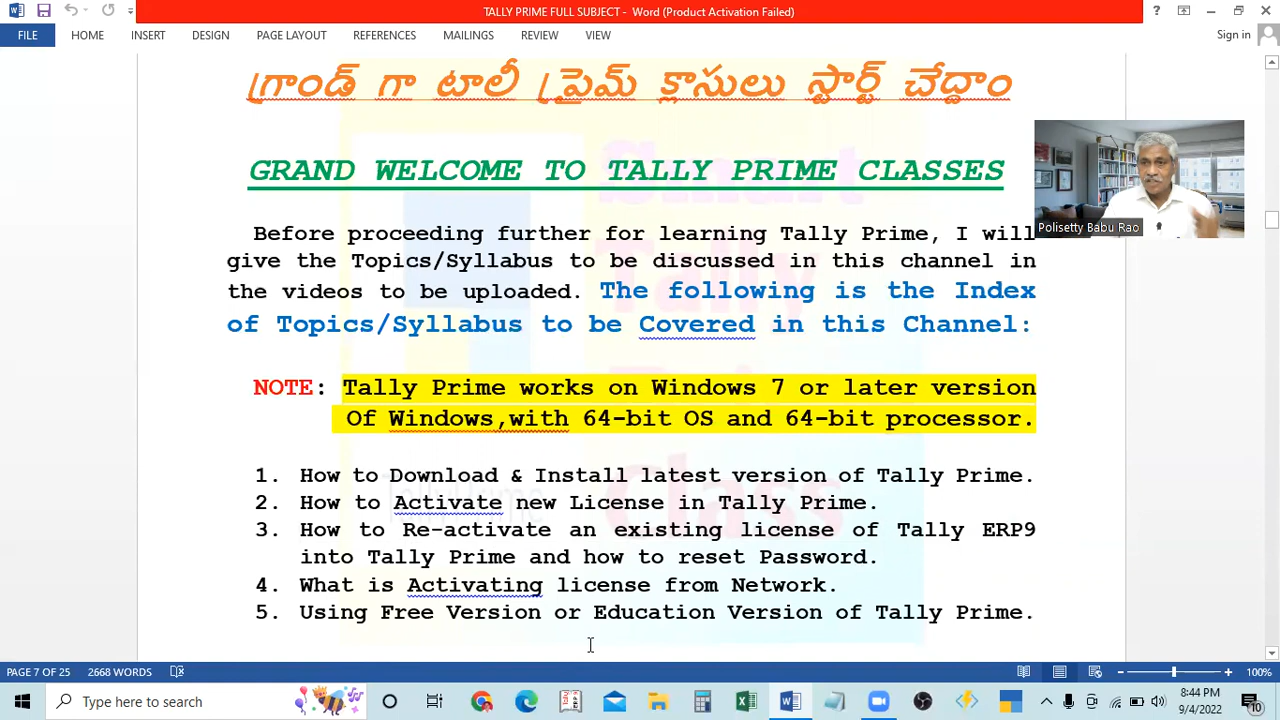 TALLY PRIME FULL SUBJECT - Word (Product Activation Failed)
FILE HOME INSERT DESIGN PAGE LAYOUT REFERENCES MAILINGS REVIEW VIEW Sign in
గ్రాండ్ గా టాలీ ప్రైమ్ క్లాసులు స్టార్ట్ చేద్దాం
GRAND WELCOME TO TALLY PRIME CLASSES
Polisetty Babu Rao
Before proceeding further for learning Tally Prime, I will
give the Topics/Syllabus to be discussed in this channel in
the videos to be uploaded. The following is the Index
of Topics/Syllabus to be Covered in this Channel:
NOTE: Tally Prime works on Windows 7 or later version
Of Windows,with 64-bit OS and 64-bit processor.
1. How to Download & Install latest version of Tally Prime.
2. How to Activate new License in Tally Prime.
3. How to Re-activate an existing license of Tally ERP9
into Tally Prime and how to reset Password.
4. What is Activating license from Network.
5. Using Free Version or Education Version of Tally Prime.
Smart
Tally
Class
Tally Prime
PAGE 7 OF 25 2668 WORDS 100%
Type here to search
8:44 PM
9/4/2022
10